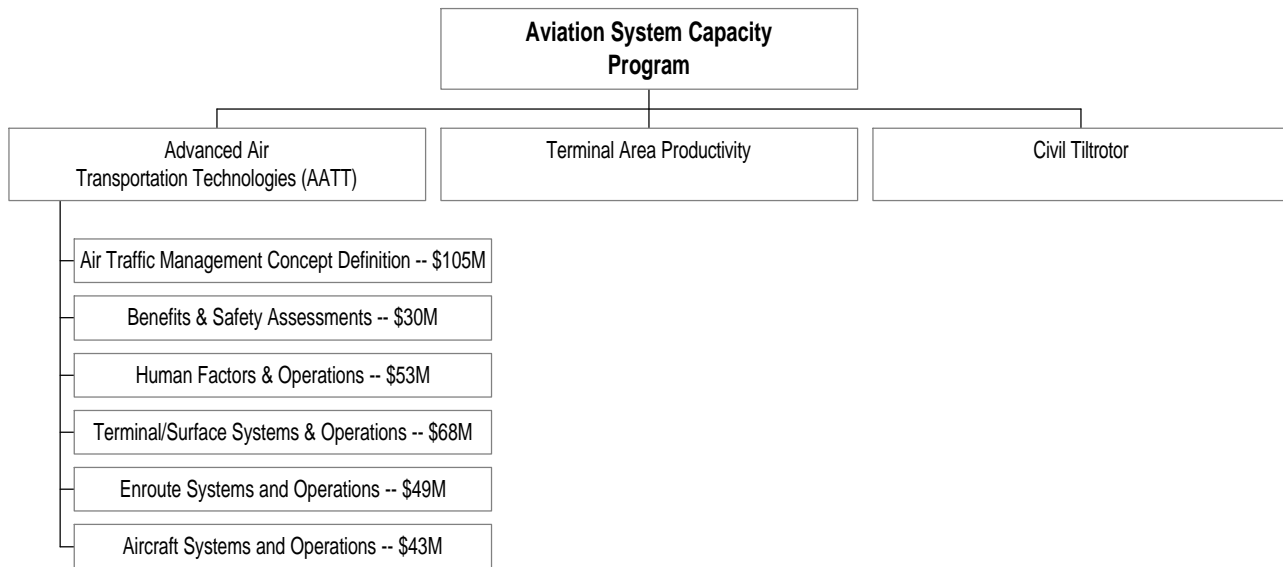 Aviation System Capacity
Program
Advanced Air
Transportation Technologies (AATT)
Terminal Area Productivity
Civil Tiltrotor
Air Traffic Management Concept Definition -- $105M
Benefits & Safety Assessments -- $30M
Human Factors & Operations -- $53M
Terminal/Surface Systems & Operations -- $68M
Enroute Systems and Operations -- $49M
Aircraft Systems and Operations -- $43M